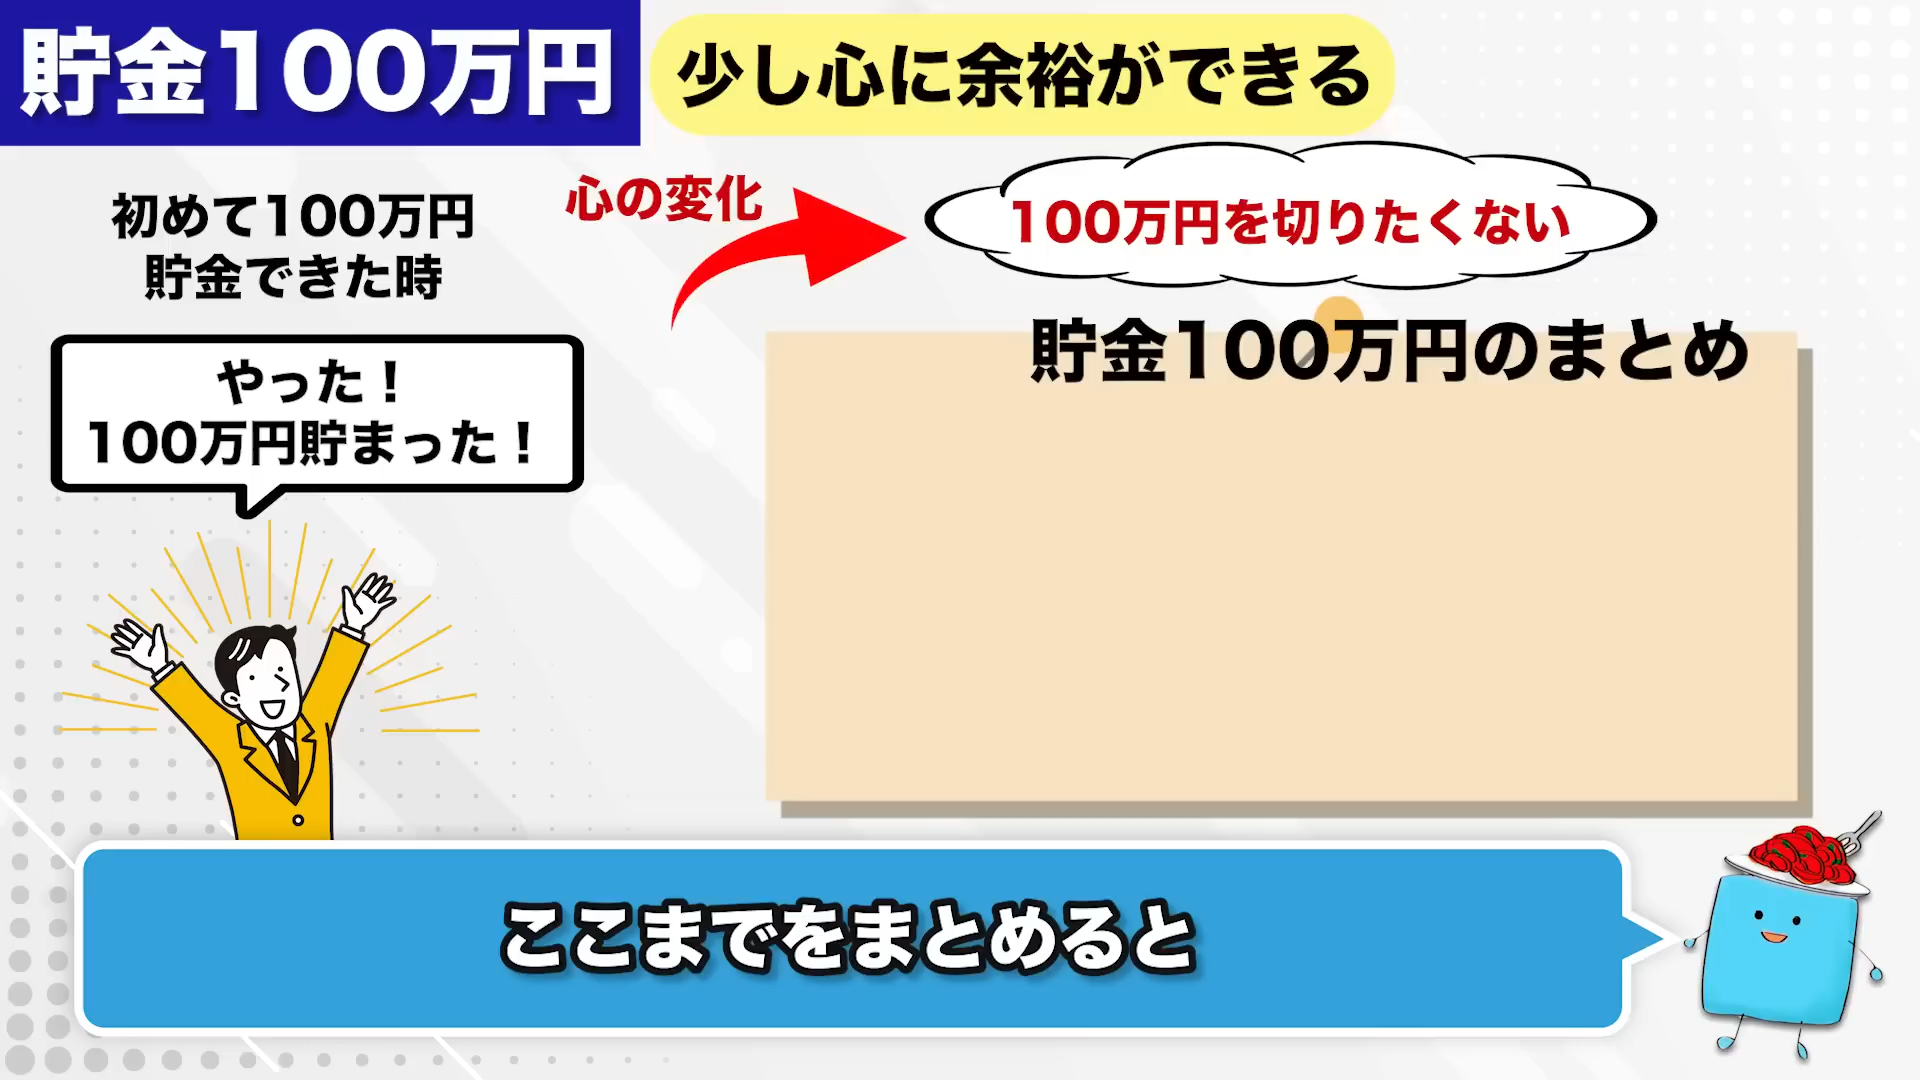 貯金100万円
少し心に余裕ができる
初めて100万円
貯金できた時
心の変化
100万円を切りたくない
やった！
100万円貯まった！
貯金100万円のまとめ
ここまでをまとめると